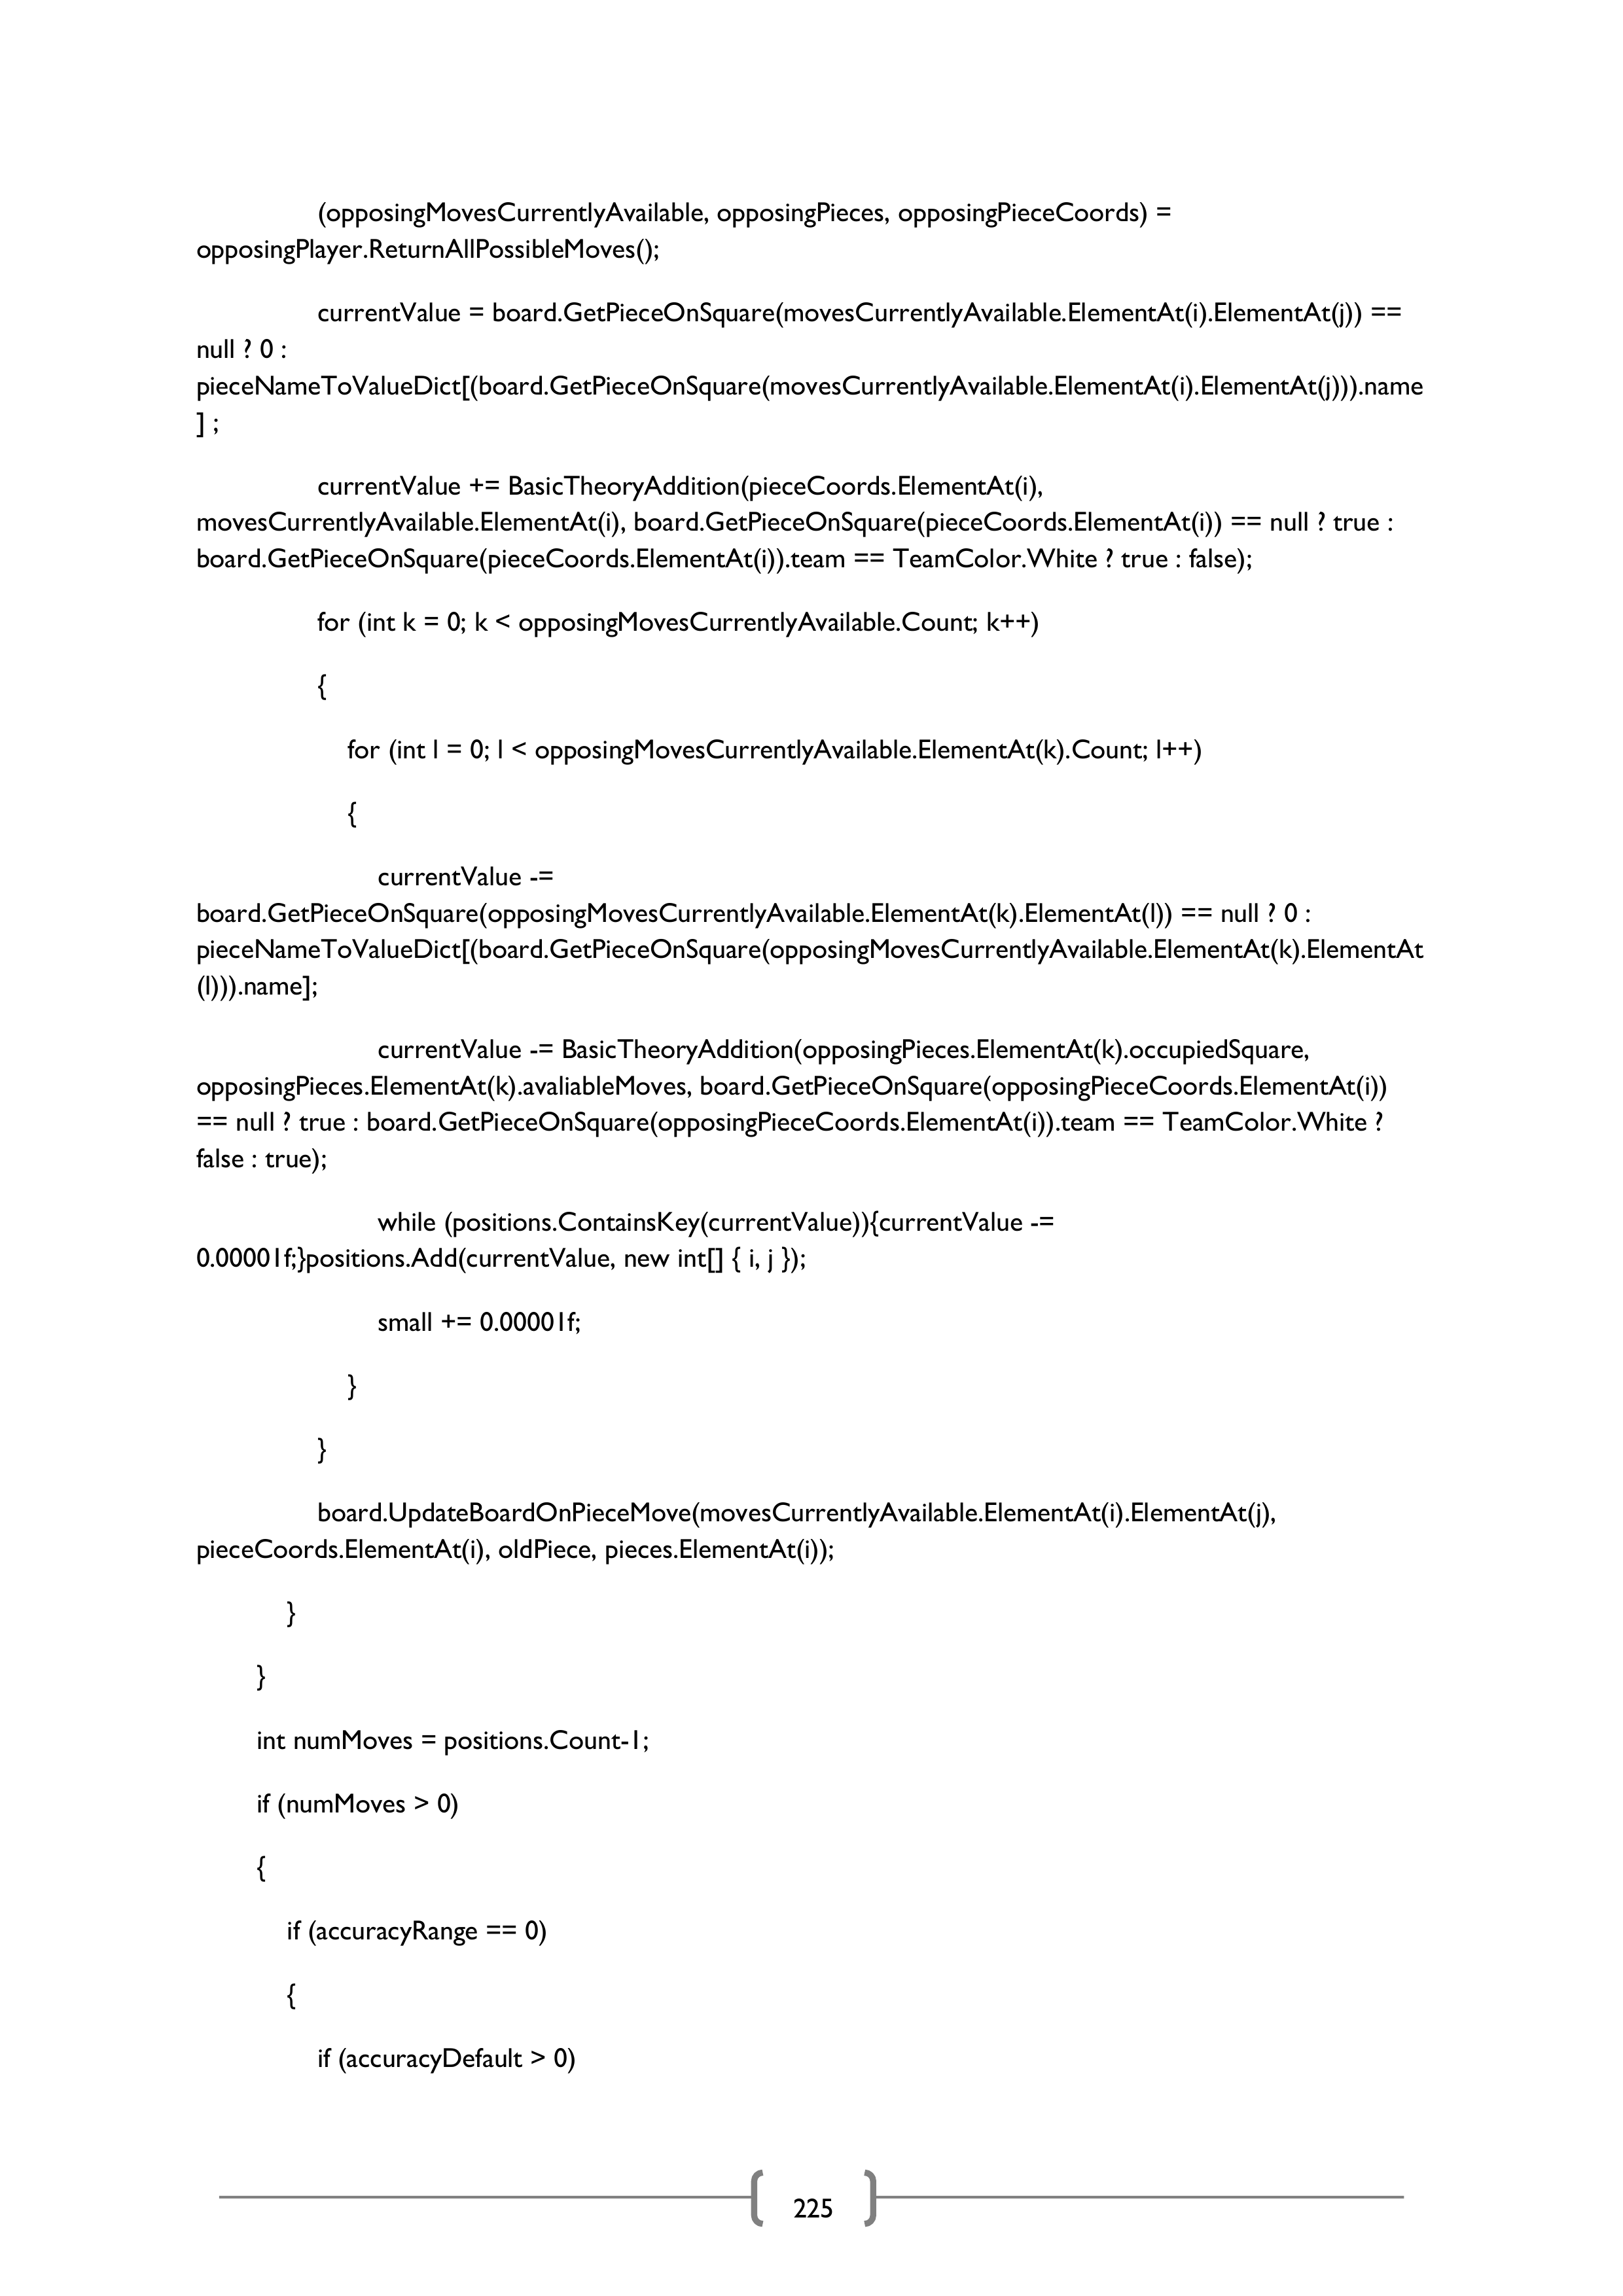 (opposingMovesCurrentlyAvailable, opposingPieces, opposingPieceCoords) =
opposingPlayer.ReturnAllPossibleMoves();
currentValue = board.GetPieceOnSquare(movesCurrentlyAvailable.ElementAt(i).ElementAt(j)) ==
null ? 0 :
pieceNameToValueDict[(board.GetPieceOnSquare(movesCurrentlyAvailable.ElementAt(i).ElementAt(j))).name
] ;
currentValue += BasicTheoryAddition(pieceCoords.ElementAt(i),
movesCurrentlyAvailable.ElementAt(i), board.GetPieceOnSquare(pieceCoords.ElementAt(i)) == null ? true :
board.GetPieceOnSquare(pieceCoords.ElementAt(i)).team == TeamColor.White ? true : false);
for (int k = 0; k < opposingMovesCurrentlyAvailable.Count; k++)
{
for (int l = 0; l < opposingMovesCurrentlyAvailable.ElementAt(k).Count; l++)
{
currentValue -=
board.GetPieceOnSquare(opposingMovesCurrentlyAvailable.ElementAt(k).ElementAt(l)) == null ? 0 :
pieceNameToValueDict[(board.GetPieceOnSquare(opposingMovesCurrentlyAvailable.ElementAt(k).ElementAt
(l))).name];
currentValue -= BasicTheoryAddition(opposingPieces.ElementAt(k).occupiedSquare,
opposingPieces.ElementAt(k).avaliableMoves, board.GetPieceOnSquare(opposingPieceCoords.ElementAt(i))
== null ? true : board.GetPieceOnSquare(opposingPieceCoords.ElementAt(i)).team == TeamColor.White ?
false : true);
while (positions.ContainsKey(currentValue)){currentValue -=
0.00001f;}positions.Add(currentValue, new int[] { i, j });
small += 0.00001f;
}
}
board.UpdateBoardOnPieceMove(movesCurrentlyAvailable.ElementAt(i).ElementAt(j),
pieceCoords.ElementAt(i), oldPiece, pieces.ElementAt(i));
}
}
int numMoves = positions.Count-1;
if (numMoves > 0)
{
if (accuracyRange == 0)
{
if (accuracyDefault > 0)
225